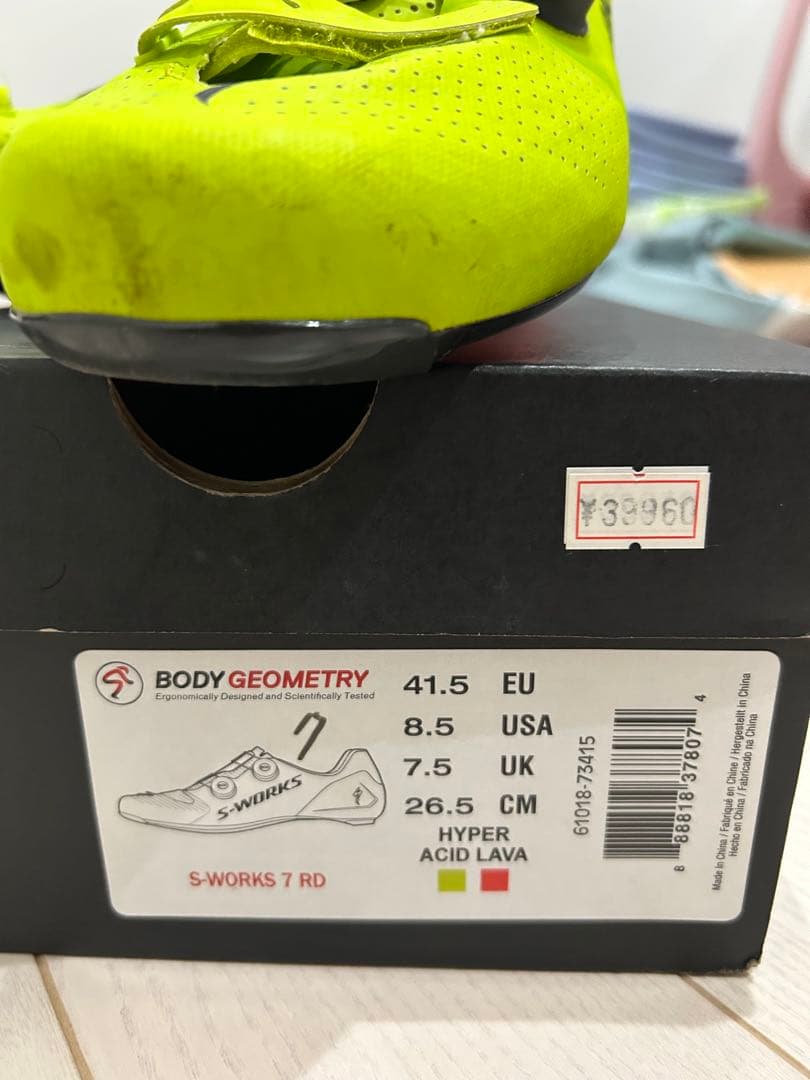 ¥39960
BODY GEOMETRY
Ergonomically Designed and Scientifically Tested
S-WORKS
S-WORKS 7 RD
41.5 EU
8.5 USA
7.5 UK
26.5 CM
HYPER
ACID LAVA
61018-73415
8 88818 37807 4
Made in China / Fabriqué en Chine / Hergestellt in China
Hecho en China / Fabricado na China